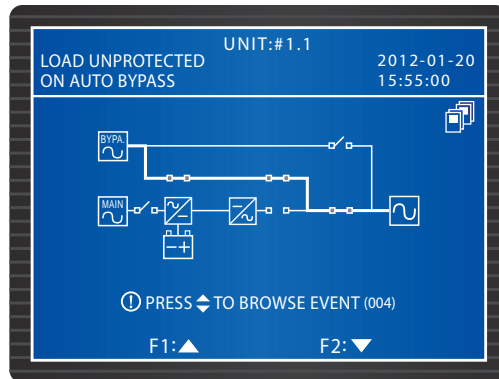 UNIT:#1.1
LOAD UNPROTECTED
ON AUTO BYPASS
2012-01-20
15:55:00
BYPA.
MAIN
PRESS TO BROWSE EVENT (004)
F1:
F2: